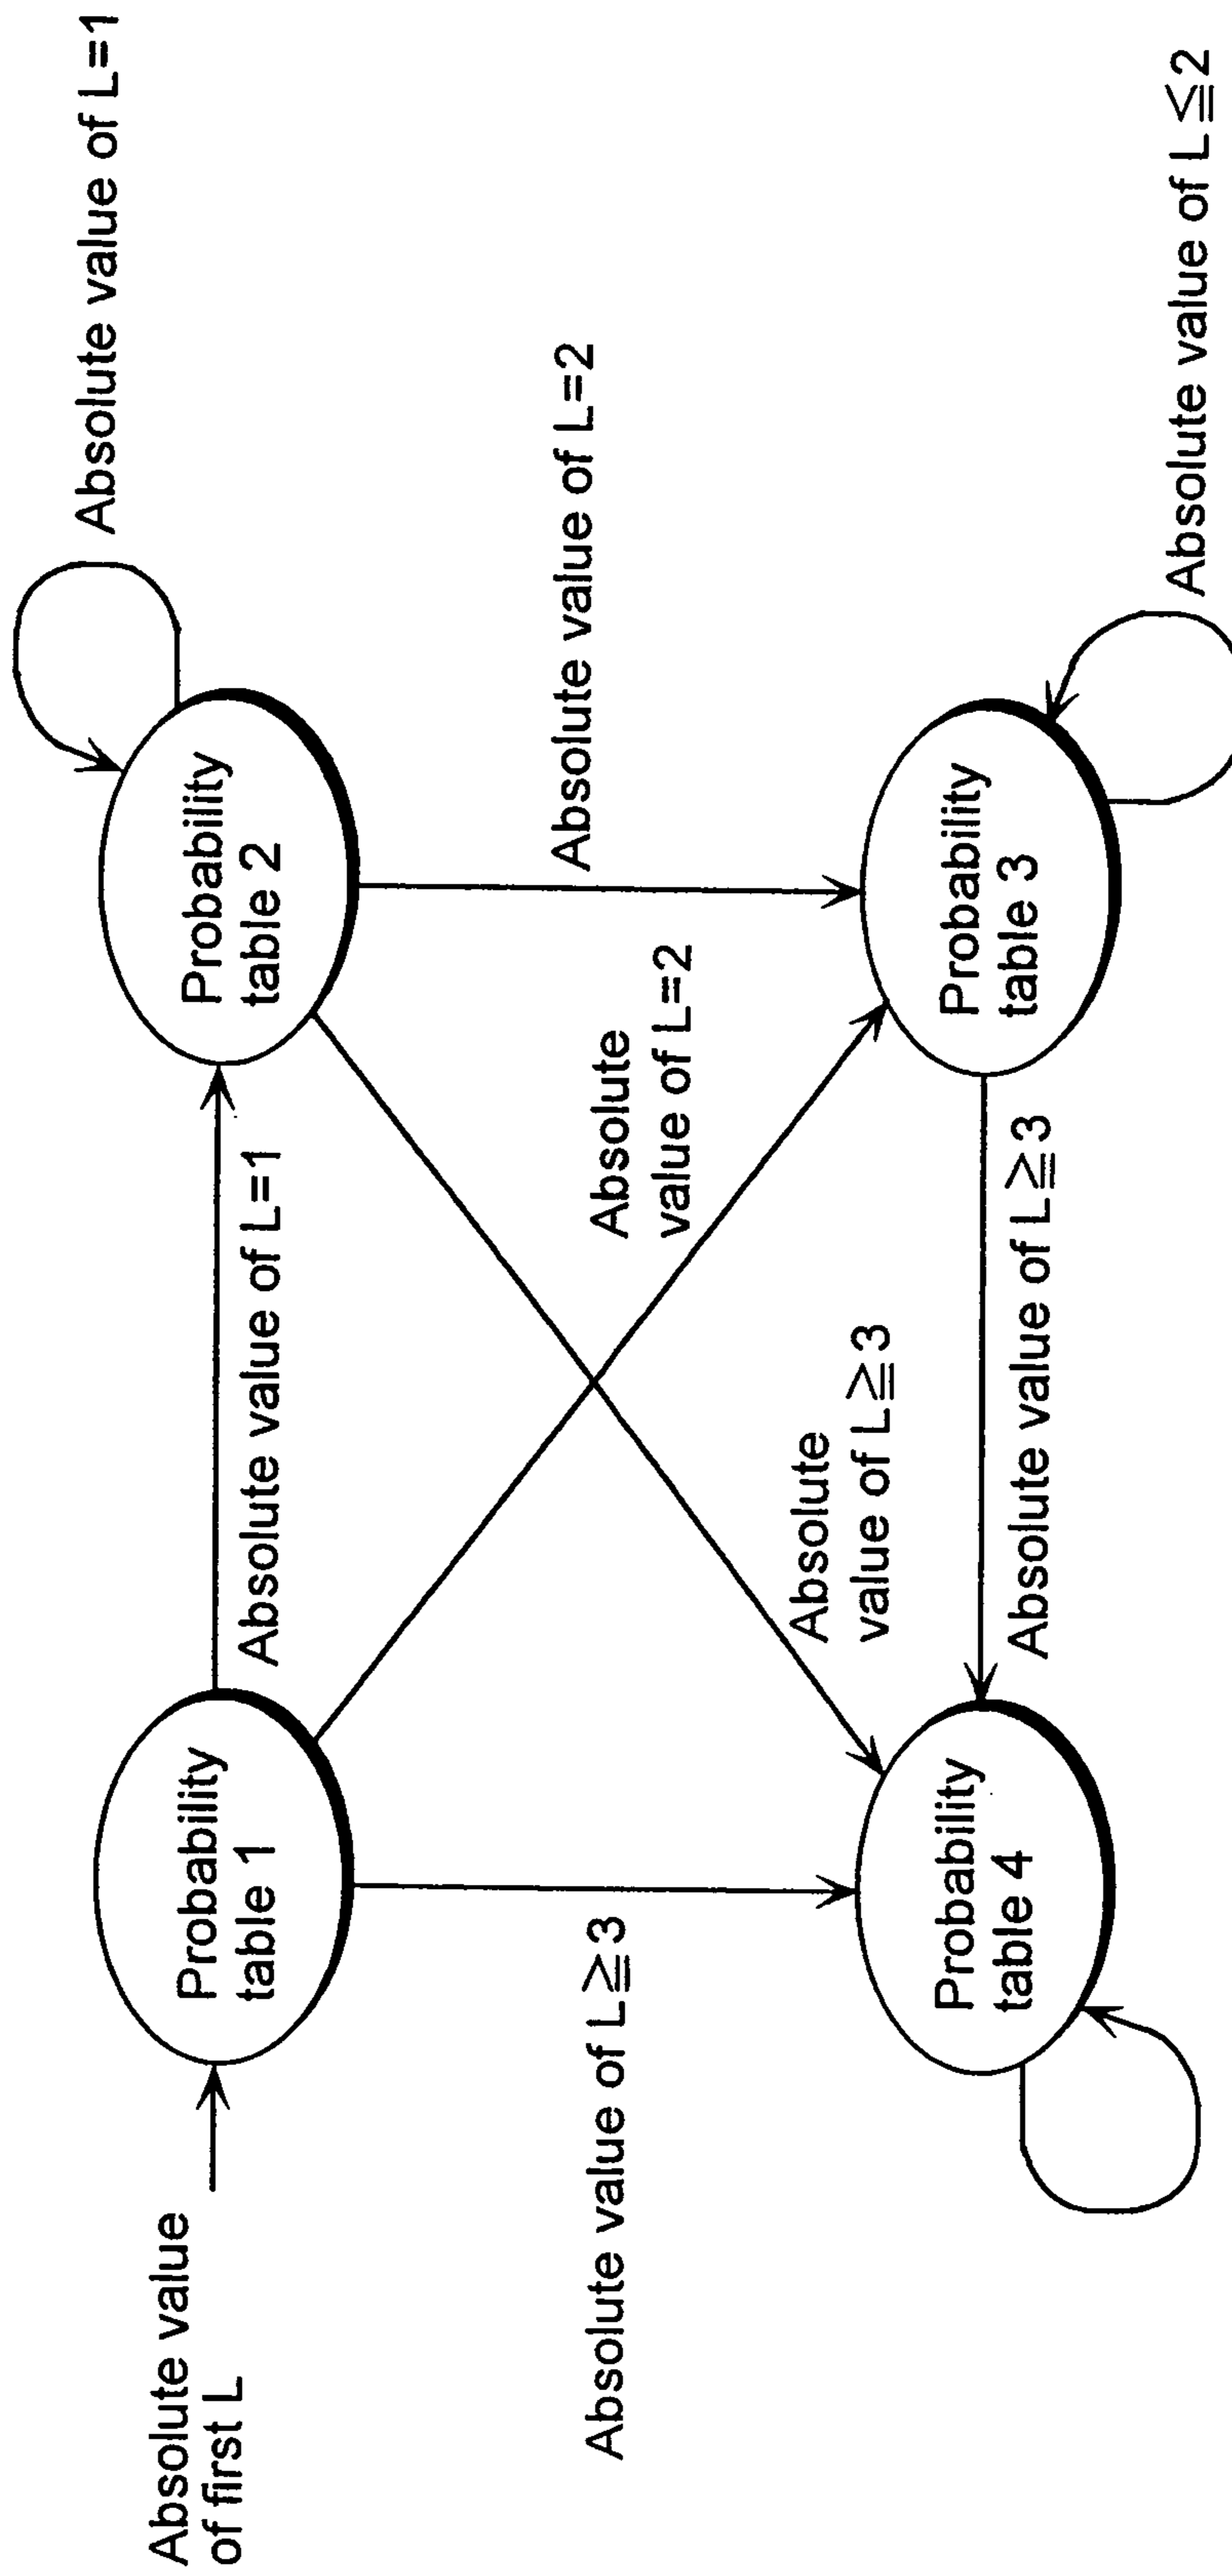 Absolute value
of first L
Probability
table 1
Absolute value of L=1
Probability
table 2
Absolute value of L=1
Absolute value of L≧3
Absolute
value of L≧3
Absolute
value of L=2
Absolute value of L=2
Probability
table 4
Absolute value of L≧3
Probability
table 3
Absolute value of L≦2